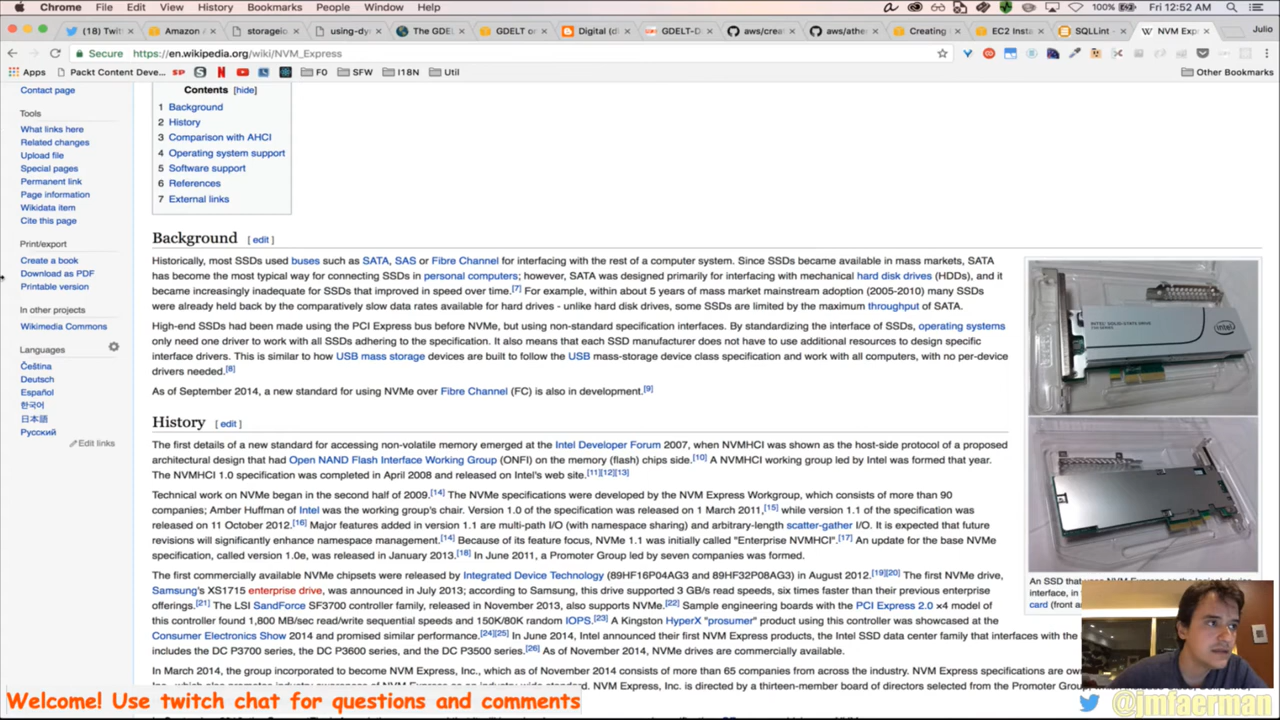 Chrome File Edit View History Bookmarks People Window Help 100% Fri 12:52 AM
(18) Twit Amazon / storageio using-dy The GDEL GDELT or Digital (di GDELT-D aws/crea aws/athe Creating EC2 Insta SQLLint - NVM Exp Julio
Secure https://en.wikipedia.org/wiki/NVM_Express
Apps Packt Content Deve... F0 SFW I18N Util Other Bookmarks
Contact page
Tools
What links here
Related changes
Upload file
Special pages
Permanent link
Page information
Wikidata item
Cite this page
Print/export
Create a book
Download as PDF
Printable version
In other projects
Wikimedia Commons
Languages
Čeština
Deutsch
Español
한국어
日本語
Русский
Edit links
Contents [hide]
1 Background
2 History
3 Comparison with AHCI
4 Operating system support
5 Software support
6 References
7 External links
Background [ edit ]
Historically, most SSDs used buses such as SATA, SAS or Fibre Channel for interfacing with the rest of a computer system. Since SSDs became available in mass markets, SATA
has become the most typical way for connecting SSDs in personal computers; however, SATA was designed primarily for interfacing with mechanical hard disk drives (HDDs), and it
became increasingly inadequate for SSDs that improved in speed over time.[7] For example, within about 5 years of mass market mainstream adoption (2005-2010) many SSDs
were already held back by the comparatively slow data rates available for hard drives - unlike hard disk drives, some SSDs are limited by the maximum throughput of SATA.
High-end SSDs had been made using the PCI Express bus before NVMe, but using non-standard specification interfaces. By standardizing the interface of SSDs, operating systems
only need one driver to work with all SSDs adhering to the specification. It also means that each SSD manufacturer does not have to use additional resources to design specific
interface drivers. This is similar to how USB mass storage devices are built to follow the USB mass-storage device class specification and work with all computers, with no per-device
drivers needed.[8]
As of September 2014, a new standard for using NVMe over Fibre Channel (FC) is also in development.[9]
History [ edit ]
The first details of a new standard for accessing non-volatile memory emerged at the Intel Developer Forum 2007, when NVMHCI was shown as the host-side protocol of a proposed
architectural design that had Open NAND Flash Interface Working Group (ONFI) on the memory (flash) chips side.[10] A NVMHCI working group led by Intel was formed that year.
The NVMHCI 1.0 specification was completed in April 2008 and released on Intel's web site.[11][12][13]
Technical work on NVMe began in the second half of 2009.[14] The NVMe specifications were developed by the NVM Express Workgroup, which consists of more than 90
companies; Amber Huffman of Intel was the working group's chair. Version 1.0 of the specification was released on 1 March 2011,[15] while version 1.1 of the specification was
released on 11 October 2012.[16] Major features added in version 1.1 are multi-path I/O (with namespace sharing) and arbitrary-length scatter-gather I/O. It is expected that future
revisions will significantly enhance namespace management.[14] Because of its feature focus, NVMe 1.1 was initially called "Enterprise NVMHCI".[17] An update for the base NVMe
specification, called version 1.0e, was released in January 2013.[18] In June 2011, a Promoter Group led by seven companies was formed.
The first commercially available NVMe chipsets were released by Integrated Device Technology (89HF16P04AG3 and 89HF32P08AG3) in August 2012.[19][20] The first NVMe drive,
Samsung's XS1715 enterprise drive, was announced in July 2013; according to Samsung, this drive supported 3 GB/s read speeds, six times faster than their previous enterprise
offerings.[21] The LSI SandForce SF3700 controller family, released in November 2013, also supports NVMe.[22] Sample engineering boards with the PCI Express 2.0 ×4 model of
this controller found 1,800 MB/sec read/write sequential speeds and 150K/80K random IOPS.[23] A Kingston HyperX "prosumer" product using this controller was showcased at the
Consumer Electronics Show 2014 and promised similar performance.[24][25] In June 2014, Intel announced their first NVMe products, the Intel SSD data center family that interfaces with the
includes the DC P3700 series, the DC P3600 series, and the DC P3500 series.[26] As of November 2014, NVMe drives are commercially available.
In March 2014, the group incorporated to become NVM Express, Inc., which as of November 2014 consists of more than 65 companies from across the industry. NVM Express specifications are ow
NVM Express, Inc. is directed by a thirteen-member board of directors selected from the Promoter Group,
An SSD that
interface, in
card (front a
intel
Welcome! Use twitch chat for questions and comments
@jmfaerman